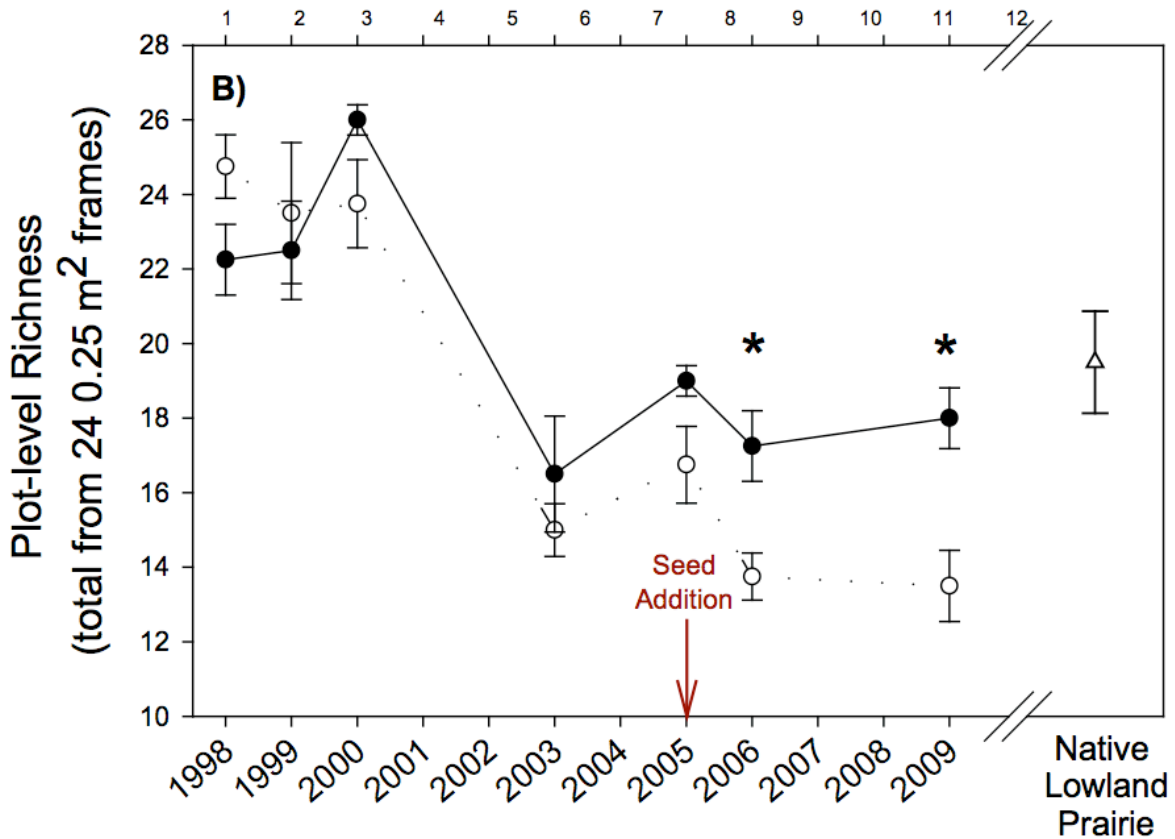 1 2 3 4 5 6 7 8 9 10 11 12
28
B)
26
24
22
20
18
16
14
12
10
Plot-level Richness
(total from 24 0.25 m² frames)
* *
Seed
Addition
1998 1999 2000 2001 2002 2003 2004 2005 2006 2007 2008 2009
Native
Lowland
Prairie